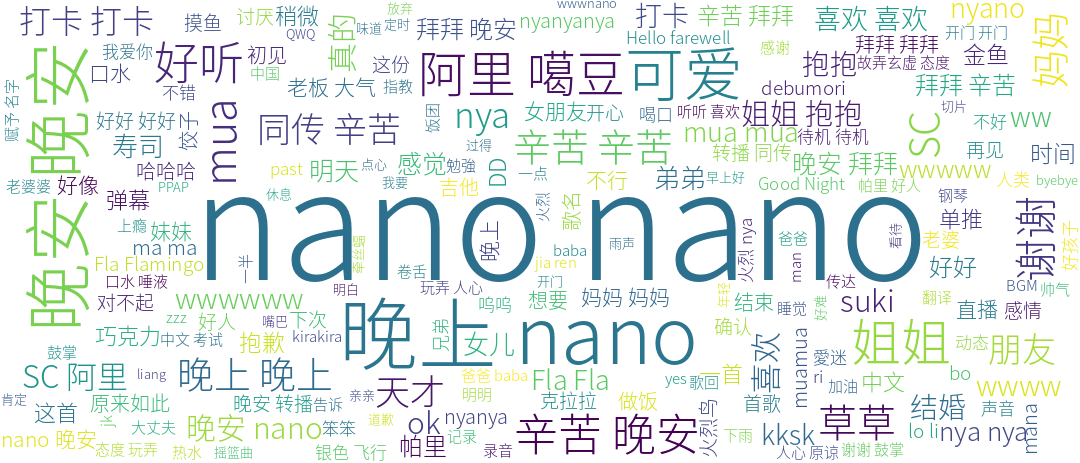 打卡 打卡
摸鱼
讨厌
稍微
QWQ
真的
味道
放弃
定时
拜拜 晚安
nyanyanya
wwwnano
打卡
辛苦 拜拜
喜欢 喜欢
nyano
妈妈
晚安 晚安
我爱你
口水
好听
初见
中国
这份
Hello farewell
感谢
拜拜 拜拜
开门 开门
故弄玄虚 态度
金鱼
赋予 名字
不错
老板 大气
指教
阿里 噶豆
可爱
抱抱
debumori
拜拜 辛苦
好好 好好
饺子
mua
同传 辛苦
饭团
nya
女朋友
开心
喝口
听听 喜欢
姐姐 抱抱
切片
不好
ww
寿司
过得
辛苦 辛苦
mua mua
待机 待机
SC
再见
时间
哈哈哈
past
明天
点心
感觉
勉強
DD
一点
转播 同传
晚安 拜拜
wwwww
老婆婆
好像
PPAP
休息
我要
吉他
火烈
不行
弟弟
早上好
Good Night
帕里 好人
人类
byebye
弹幕
nano nano
歌名
钢琴
单推
谢谢
上瘾
妹妹
晚上
雨声
爸爸
看待
老婆
好孩子
ma ma
牵丝蝠
baba
火烈 nya
man
Fla Flamingo
一半
卷舌
jia ren
好好
口水 唾液
明白
玩弄 人心
开门
妈妈 妈妈
年轻
传达
BGM
帅气
对不起
wwwwww
晚上
nano
呜呜
想要
结束
睡觉
好懂
suki
翻译
直播
感情
zzz
好人
嘴巴
下次
kirakira
兄弟
女儿
确认
巧克力
中文 考试
抱歉
喜欢
muamua
愛迷
姐姐
动态
朋友
鼓掌
SC 阿里
liang
晚上 晚上
亲亲
天才
爸爸 baba
明明
Fla Fla
yes
歌回
一首
ri
加油
中文
bo
wwww
肯定
这首
原来如此
晚安 转播
告诉
克拉拉
做饭
首歌
结婚
声音
jk
大丈夫
晚安 nano
笨笨
道歉
ok
nyanya
辛苦 晚安
火烈鸟
下雨
kksk
草草
lo li
nya nya
mana
nano 晚安
态度 玩弄
热水
摇篮曲
银色 飞行
帕里
记录
录音
人心 原谅
谢谢 鼓掌